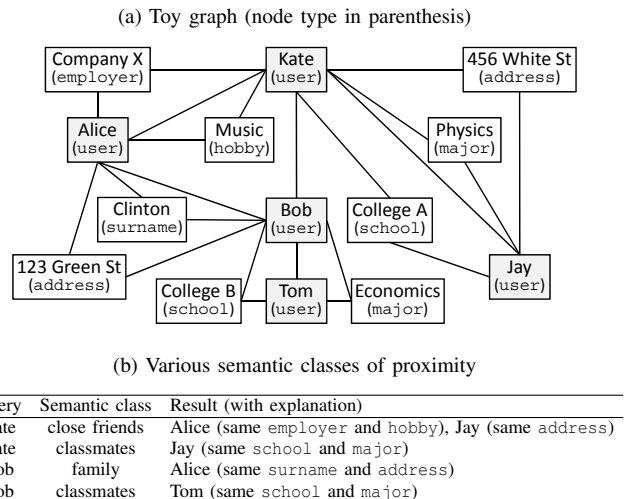 (a) Toy graph (node type in parenthesis)
Company X
(employer)
Kate
(user)
456 White St
(address)
Alice
(user)
Music
(hobby)
Physics
(major)
Clinton
(surname)
Bob
(user)
College A
(school)
123 Green St
(address)
College B
(school)
Tom
(user)
Economics
(major)
Jay
(user)
(b) Various semantic classes of proximity
ery Semantic class Result (with explanation)
ate close friends Alice (same employer and hobby), Jay (same address)
ate classmates Jay (same school and major)
ob family Alice (same surname and address)
ob classmates Tom (same school and major)